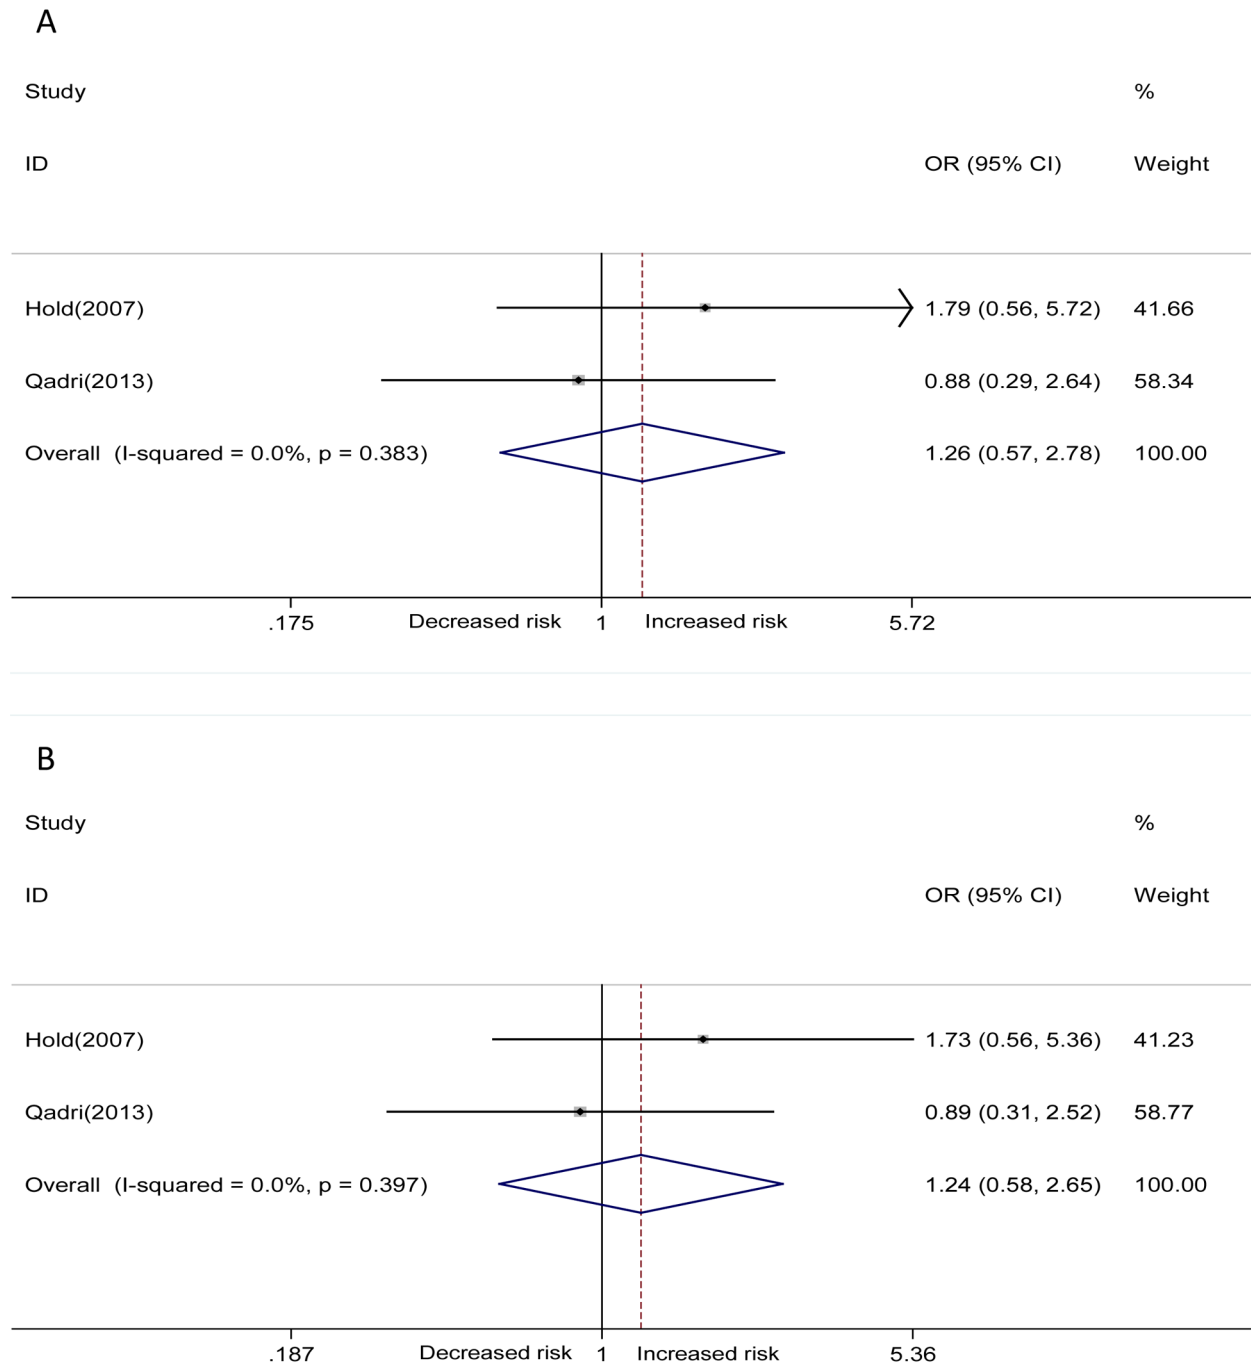 A
Study %
ID OR (95% CI) Weight
Hold(2007) 1.79 (0.56, 5.72) 41.66
Qadri(2013) 0.88 (0.29, 2.64) 58.34
Overall (I-squared = 0.0%, p = 0.383) 1.26 (0.57, 2.78) 100.00
.175 Decreased risk 1 Increased risk 5.72
B
Study %
ID OR (95% CI) Weight
Hold(2007) 1.73 (0.56, 5.36) 41.23
Qadri(2013) 0.89 (0.31, 2.52) 58.77
Overall (I-squared = 0.0%, p = 0.397) 1.24 (0.58, 2.65) 100.00
.187 Decreased risk 1 Increased risk 5.36